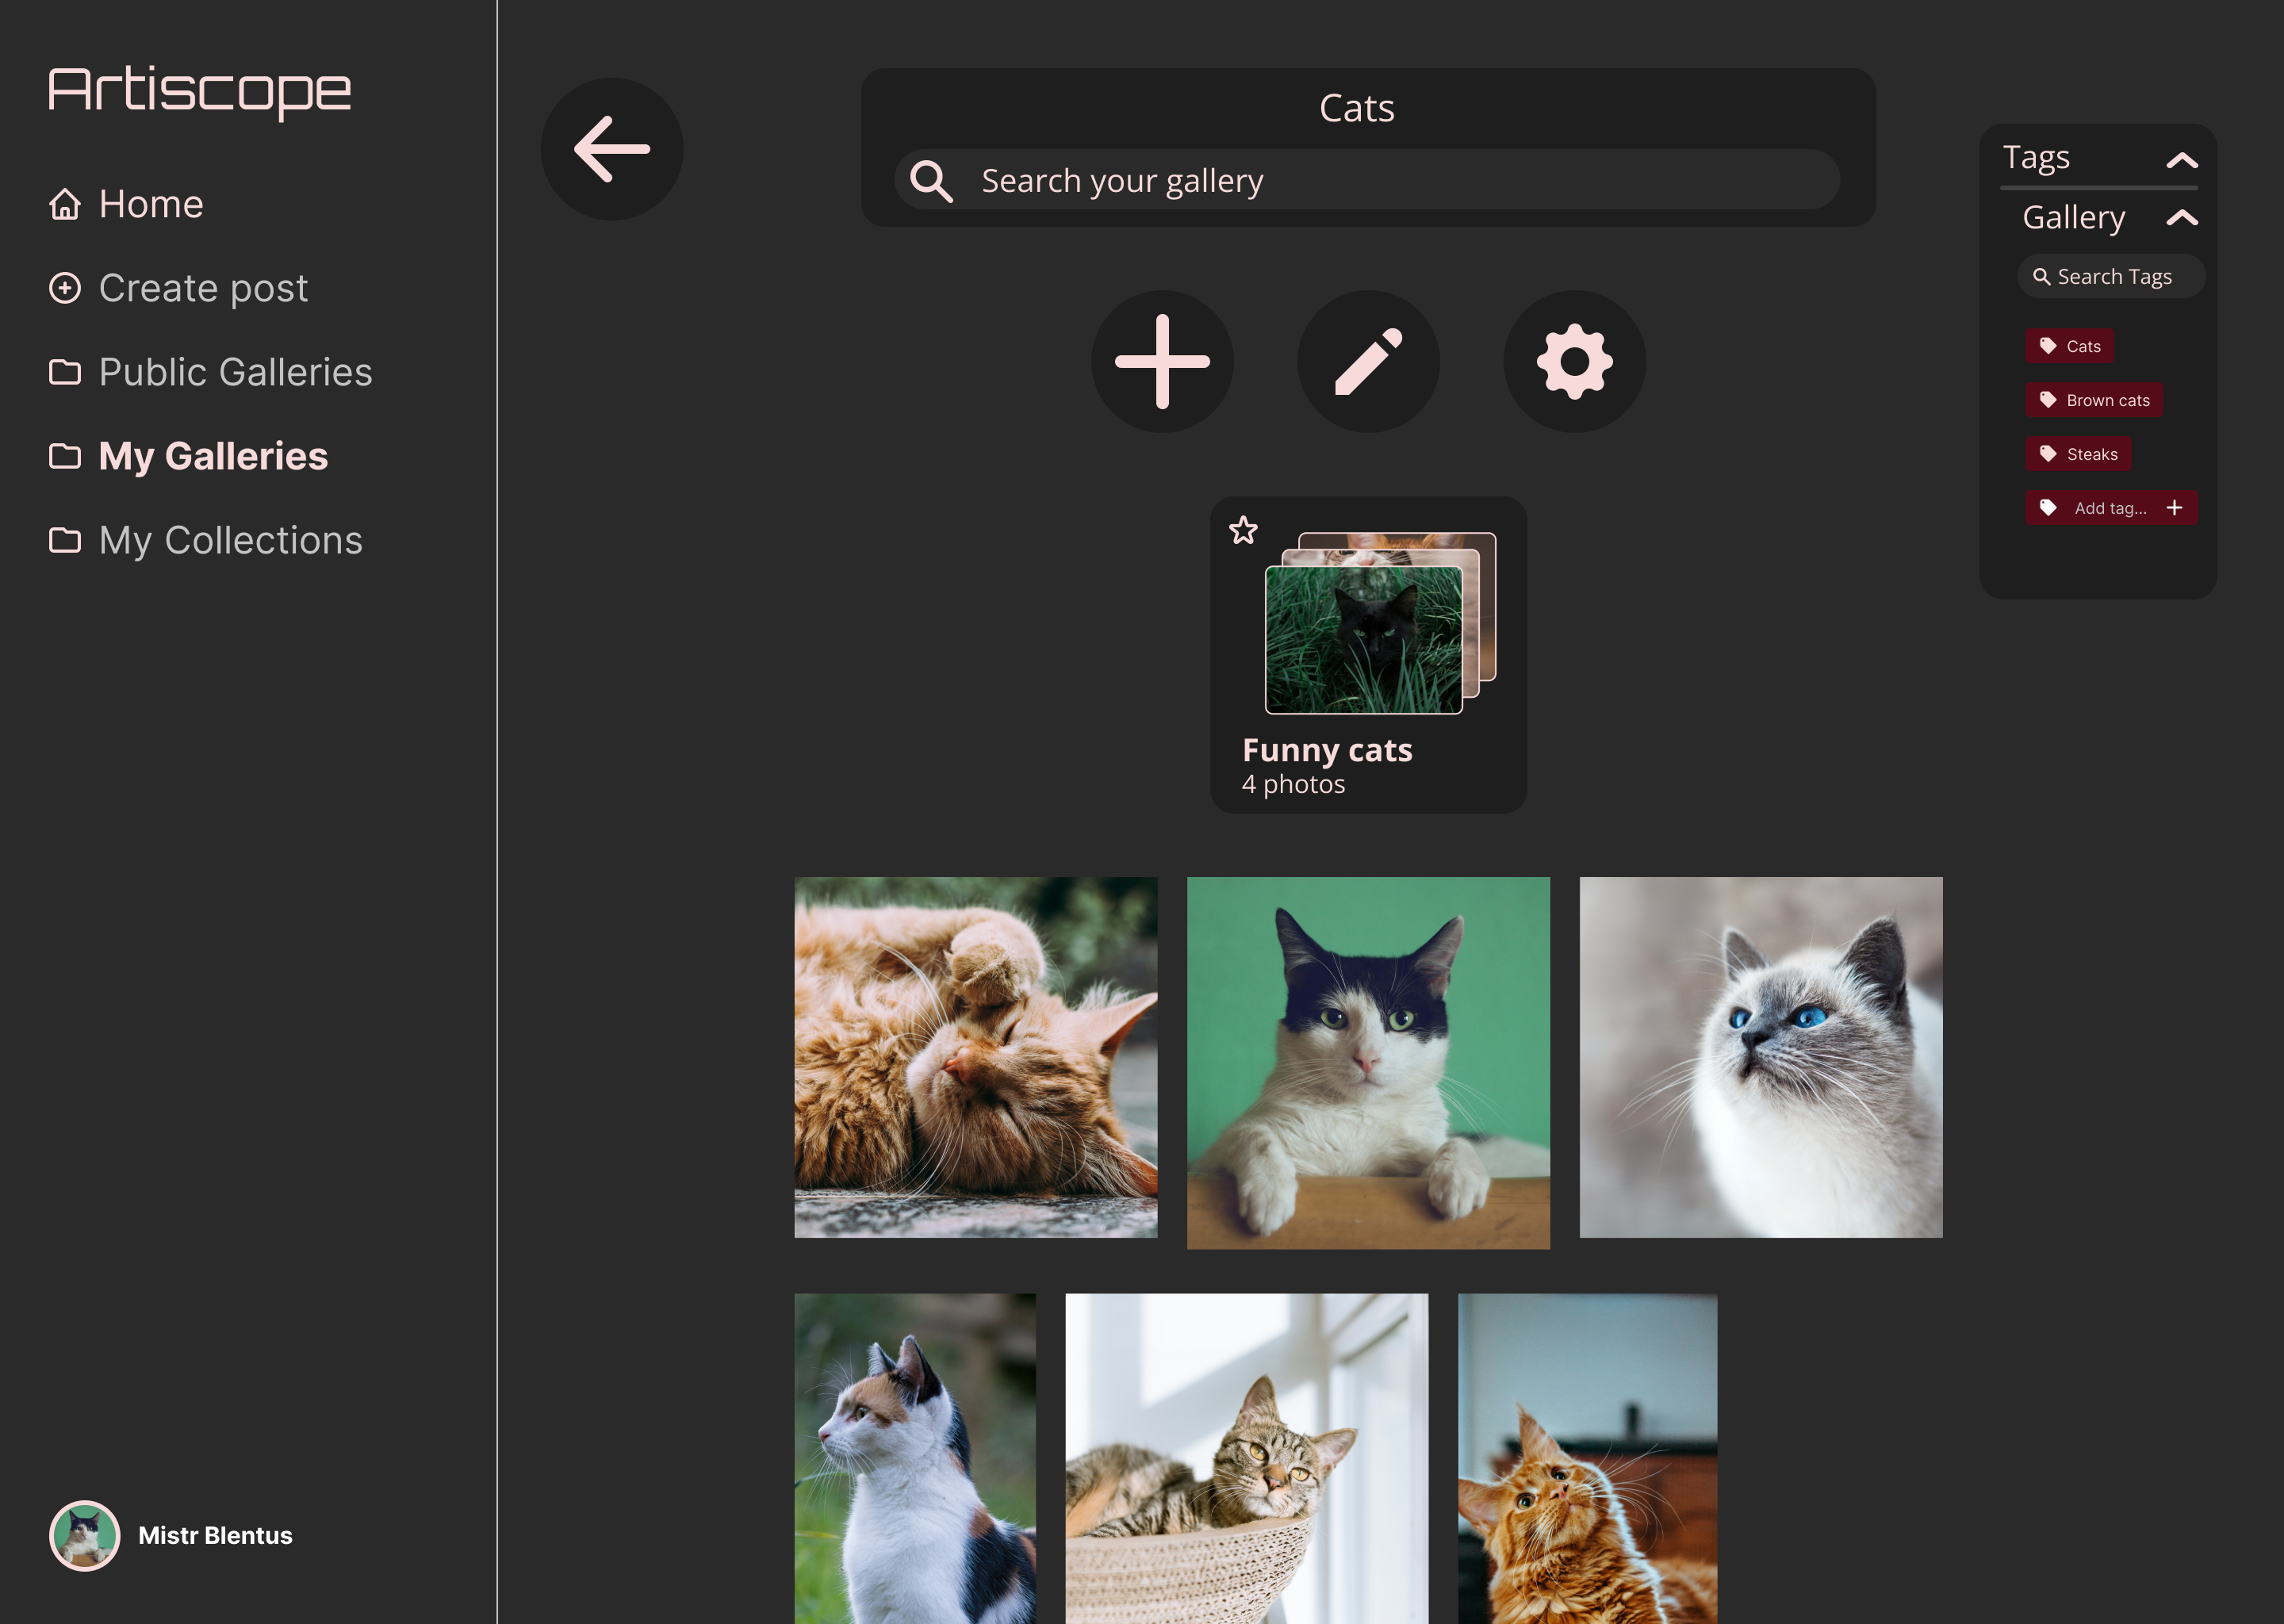 Artiscope
Home
Create post
Public Galleries
My Galleries
My Collections
Mistr Blentus
Cats
Search your gallery
Funny cats
4 photos
Tags
Gallery
Search Tags
Cats
Brown cats
Steaks
Add tag...